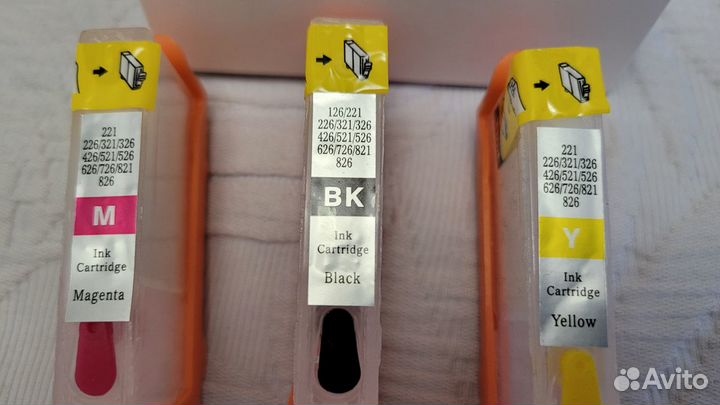 221
226/321/326
426/521/526
626/726/821
826
M
Ink
Cartridge
Magenta
126/221
226/321/326
426/521/526
626/726/821
826
BK
Ink
Cartridge
Black
221
226/321/326
426/521/526
626/726/821
826
Y
Ink
Cartridge
Yellow
Avito